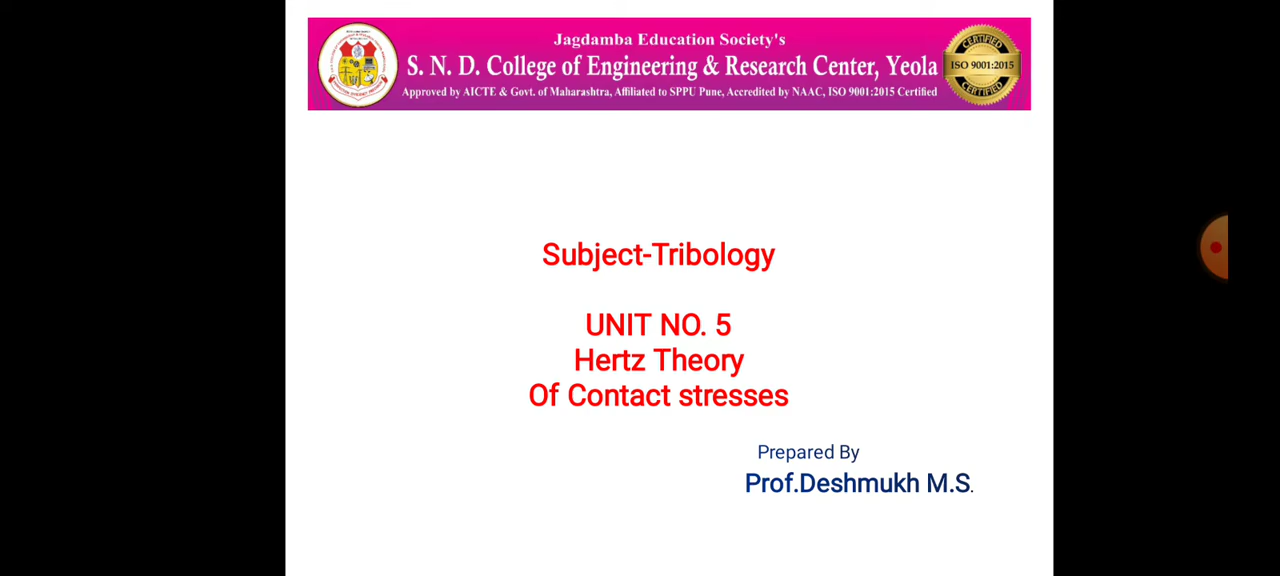 Jagdamba Education Society's
S. N. D. College of Engineering & Research Center, Yeola
Approved by AICTE & Govt. of Maharashtra, Affiliated to SPPU Pune, Accredited by NAAC, ISO 9001:2015 Certified
CERTIFIED
ISO 9001:2015
CERTIFIED
Subject-Tribology
UNIT NO. 5
Hertz Theory
Of Contact stresses
Prepared By
Prof.Deshmukh M.S.